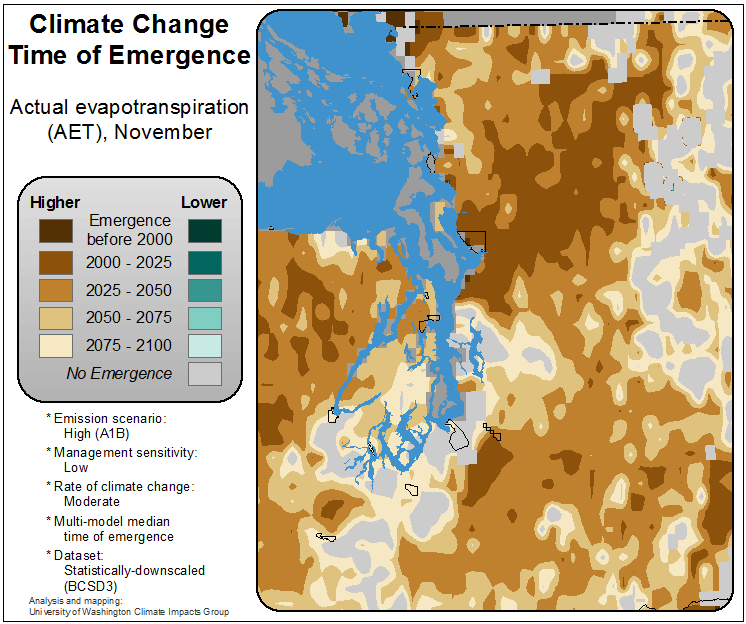 Climate Change
Time of Emergence
Actual evapotranspiration
(AET), November
Higher Lower
Emergence
before 2000
2000 - 2025
2025 - 2050
2050 - 2075
2075 - 2100
No Emergence
* Emission scenario:
High (A1B)
* Management sensitivity:
Low
* Rate of climate change:
Moderate
* Multi-model median
time of emergence
* Dataset:
Statistically-downscaled
(BCSD3)
Analysis and mapping:
University of Washington Climate Impacts Group